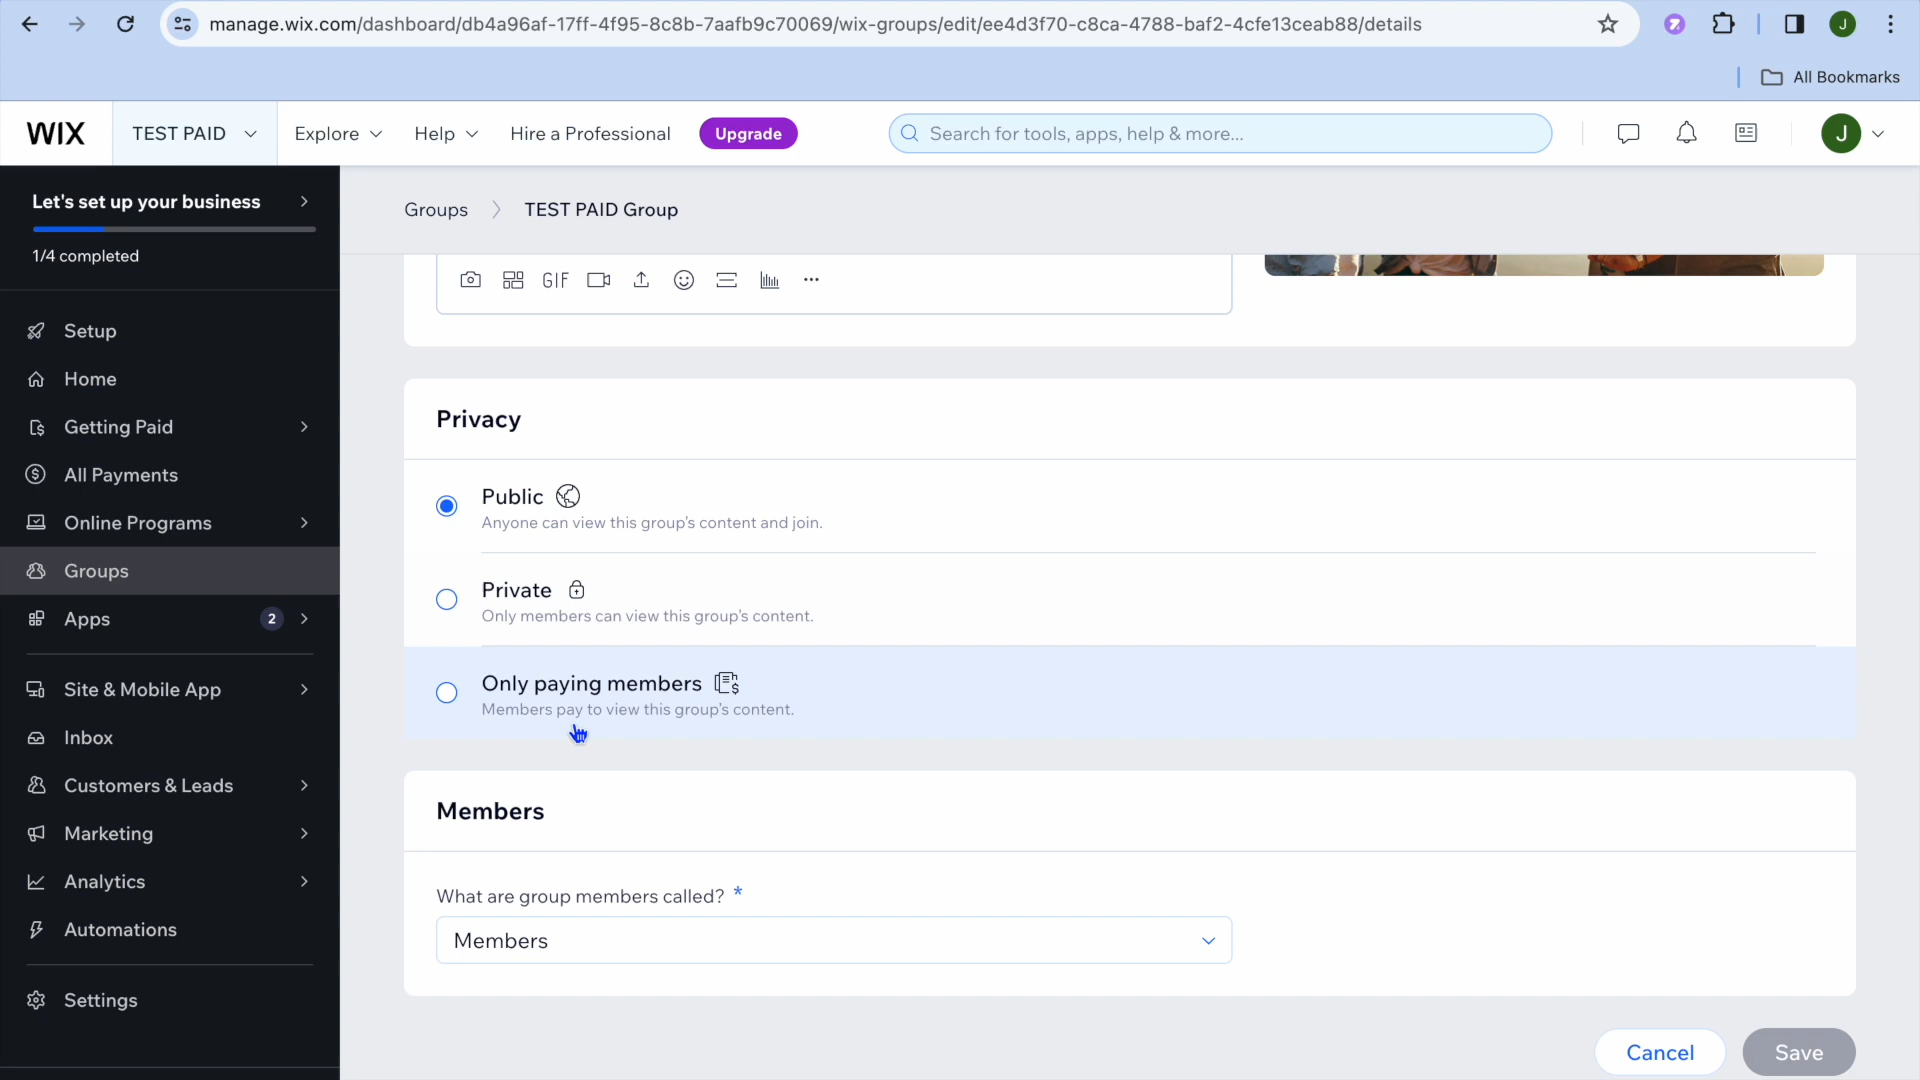 manage.wix.com/dashboard/db4a96af-17ff-4f95-8c8b-7aafb9c70069/wix-groups/edit/ee4d3f70-c8ca-4788-baf2-4cfe13ceab88/details
J
All Bookmarks
WIX
TEST PAID
Explore
Help
Hire a Professional
Upgrade
Search for tools, apps, help & more...
J
Let's set up your business
1/4 completed
Setup
Home
Getting Paid
All Payments
Online Programs
Groups
Apps
2
Site & Mobile App
Inbox
Customers & Leads
Marketing
Analytics
Automations
Settings
Groups
TEST PAID Group
GIF
Privacy
Public
Anyone can view this group's content and join.
Private
Only members can view this group's content.
Only paying members
Members pay to view this group's content.
Members
What are group members called? *
Members
Cancel
Save